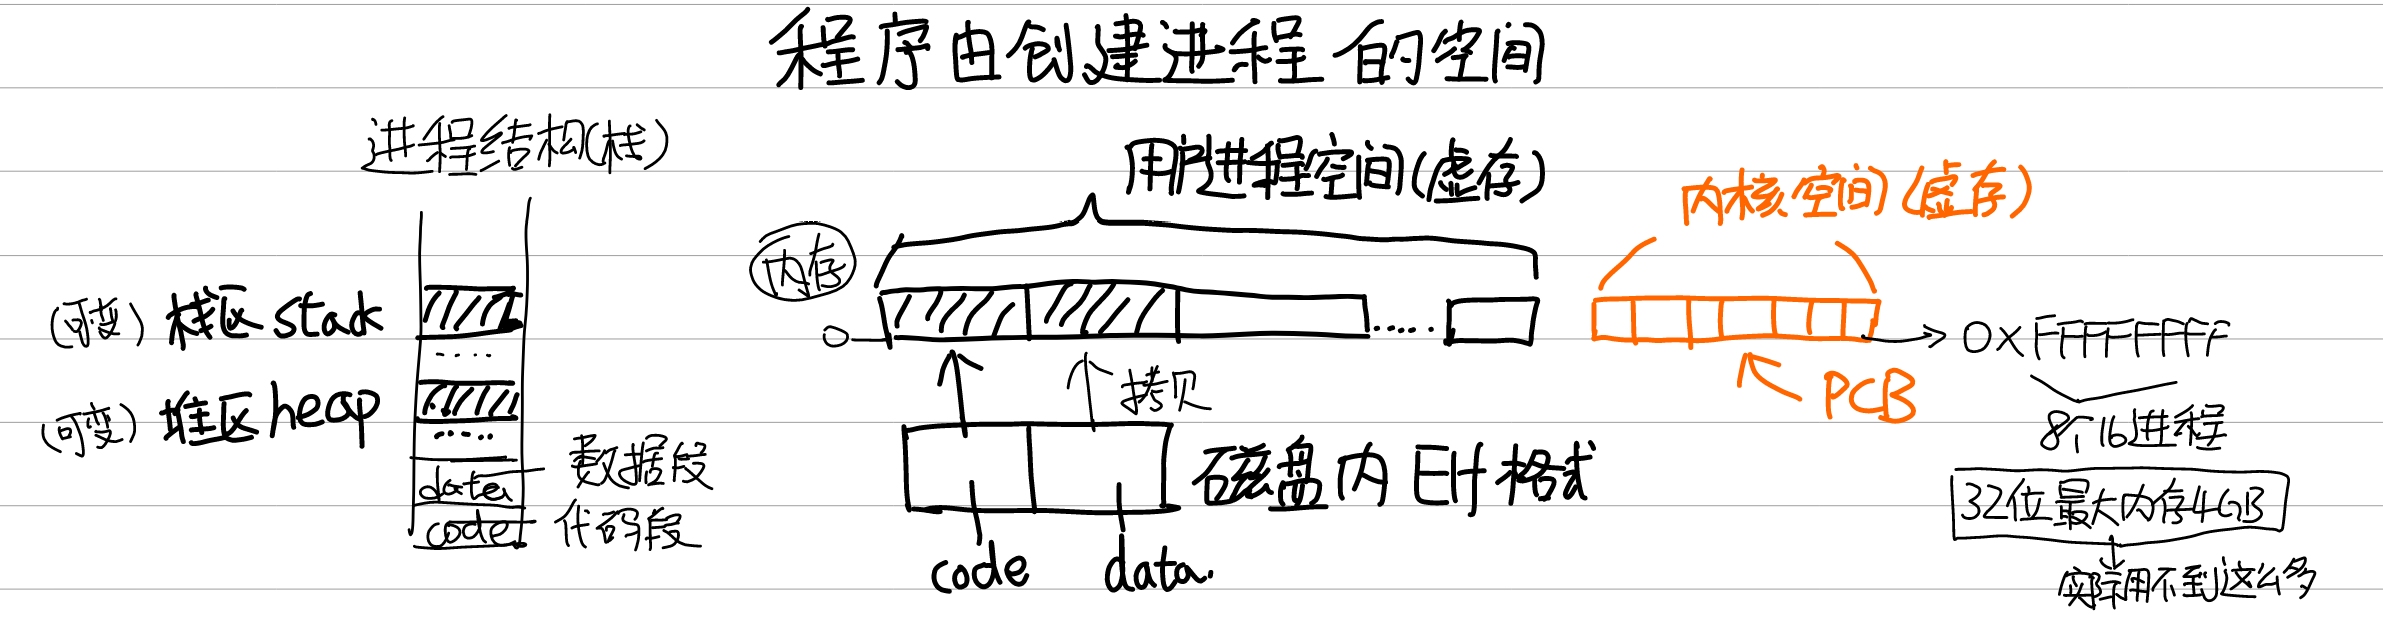 程序由创建进程的空间
进程结构(栈)
(可变) 栈区 stack
....
(可变) 堆区 heap
....
data 数据段
code 代码段
用户进程空间(虚存)
内存
0
.....
拷贝
磁盘内 Elf 格式
code data.
内核空间(虚存)
PCB
0XFFFFFFFF
8个16进程
32位最大内存4GB
实际用不到这么多